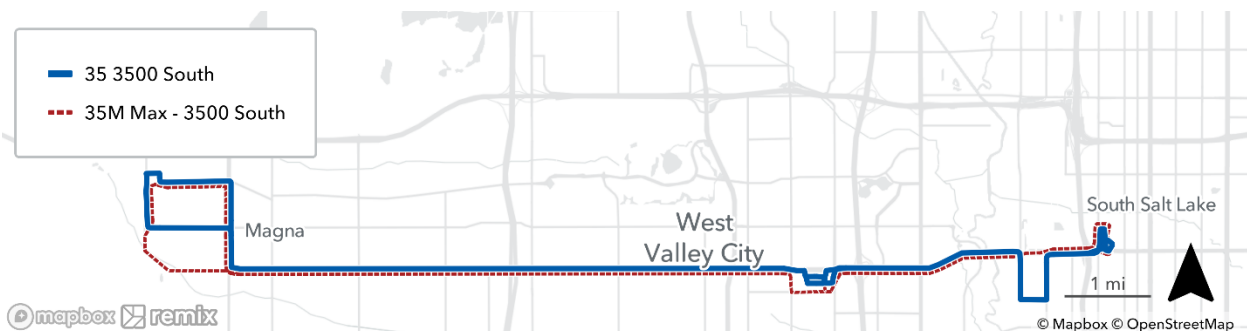 35 3500 South
35M Max - 3500 South
South Salt Lake
Magna
West
Valley City
1 mi
mapbox remix
© Mapbox © OpenStreetMap